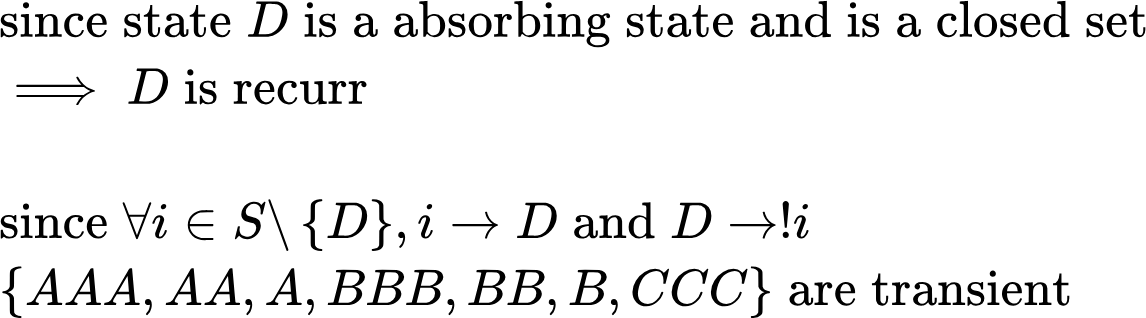 since state D is a absorbing state and is a closed set
⟹ D is recurr
since ∀i ∈ S\ {D}, i → D and D →!i
{AAA, AA, A, BBB, BB, B, CCC} are transient